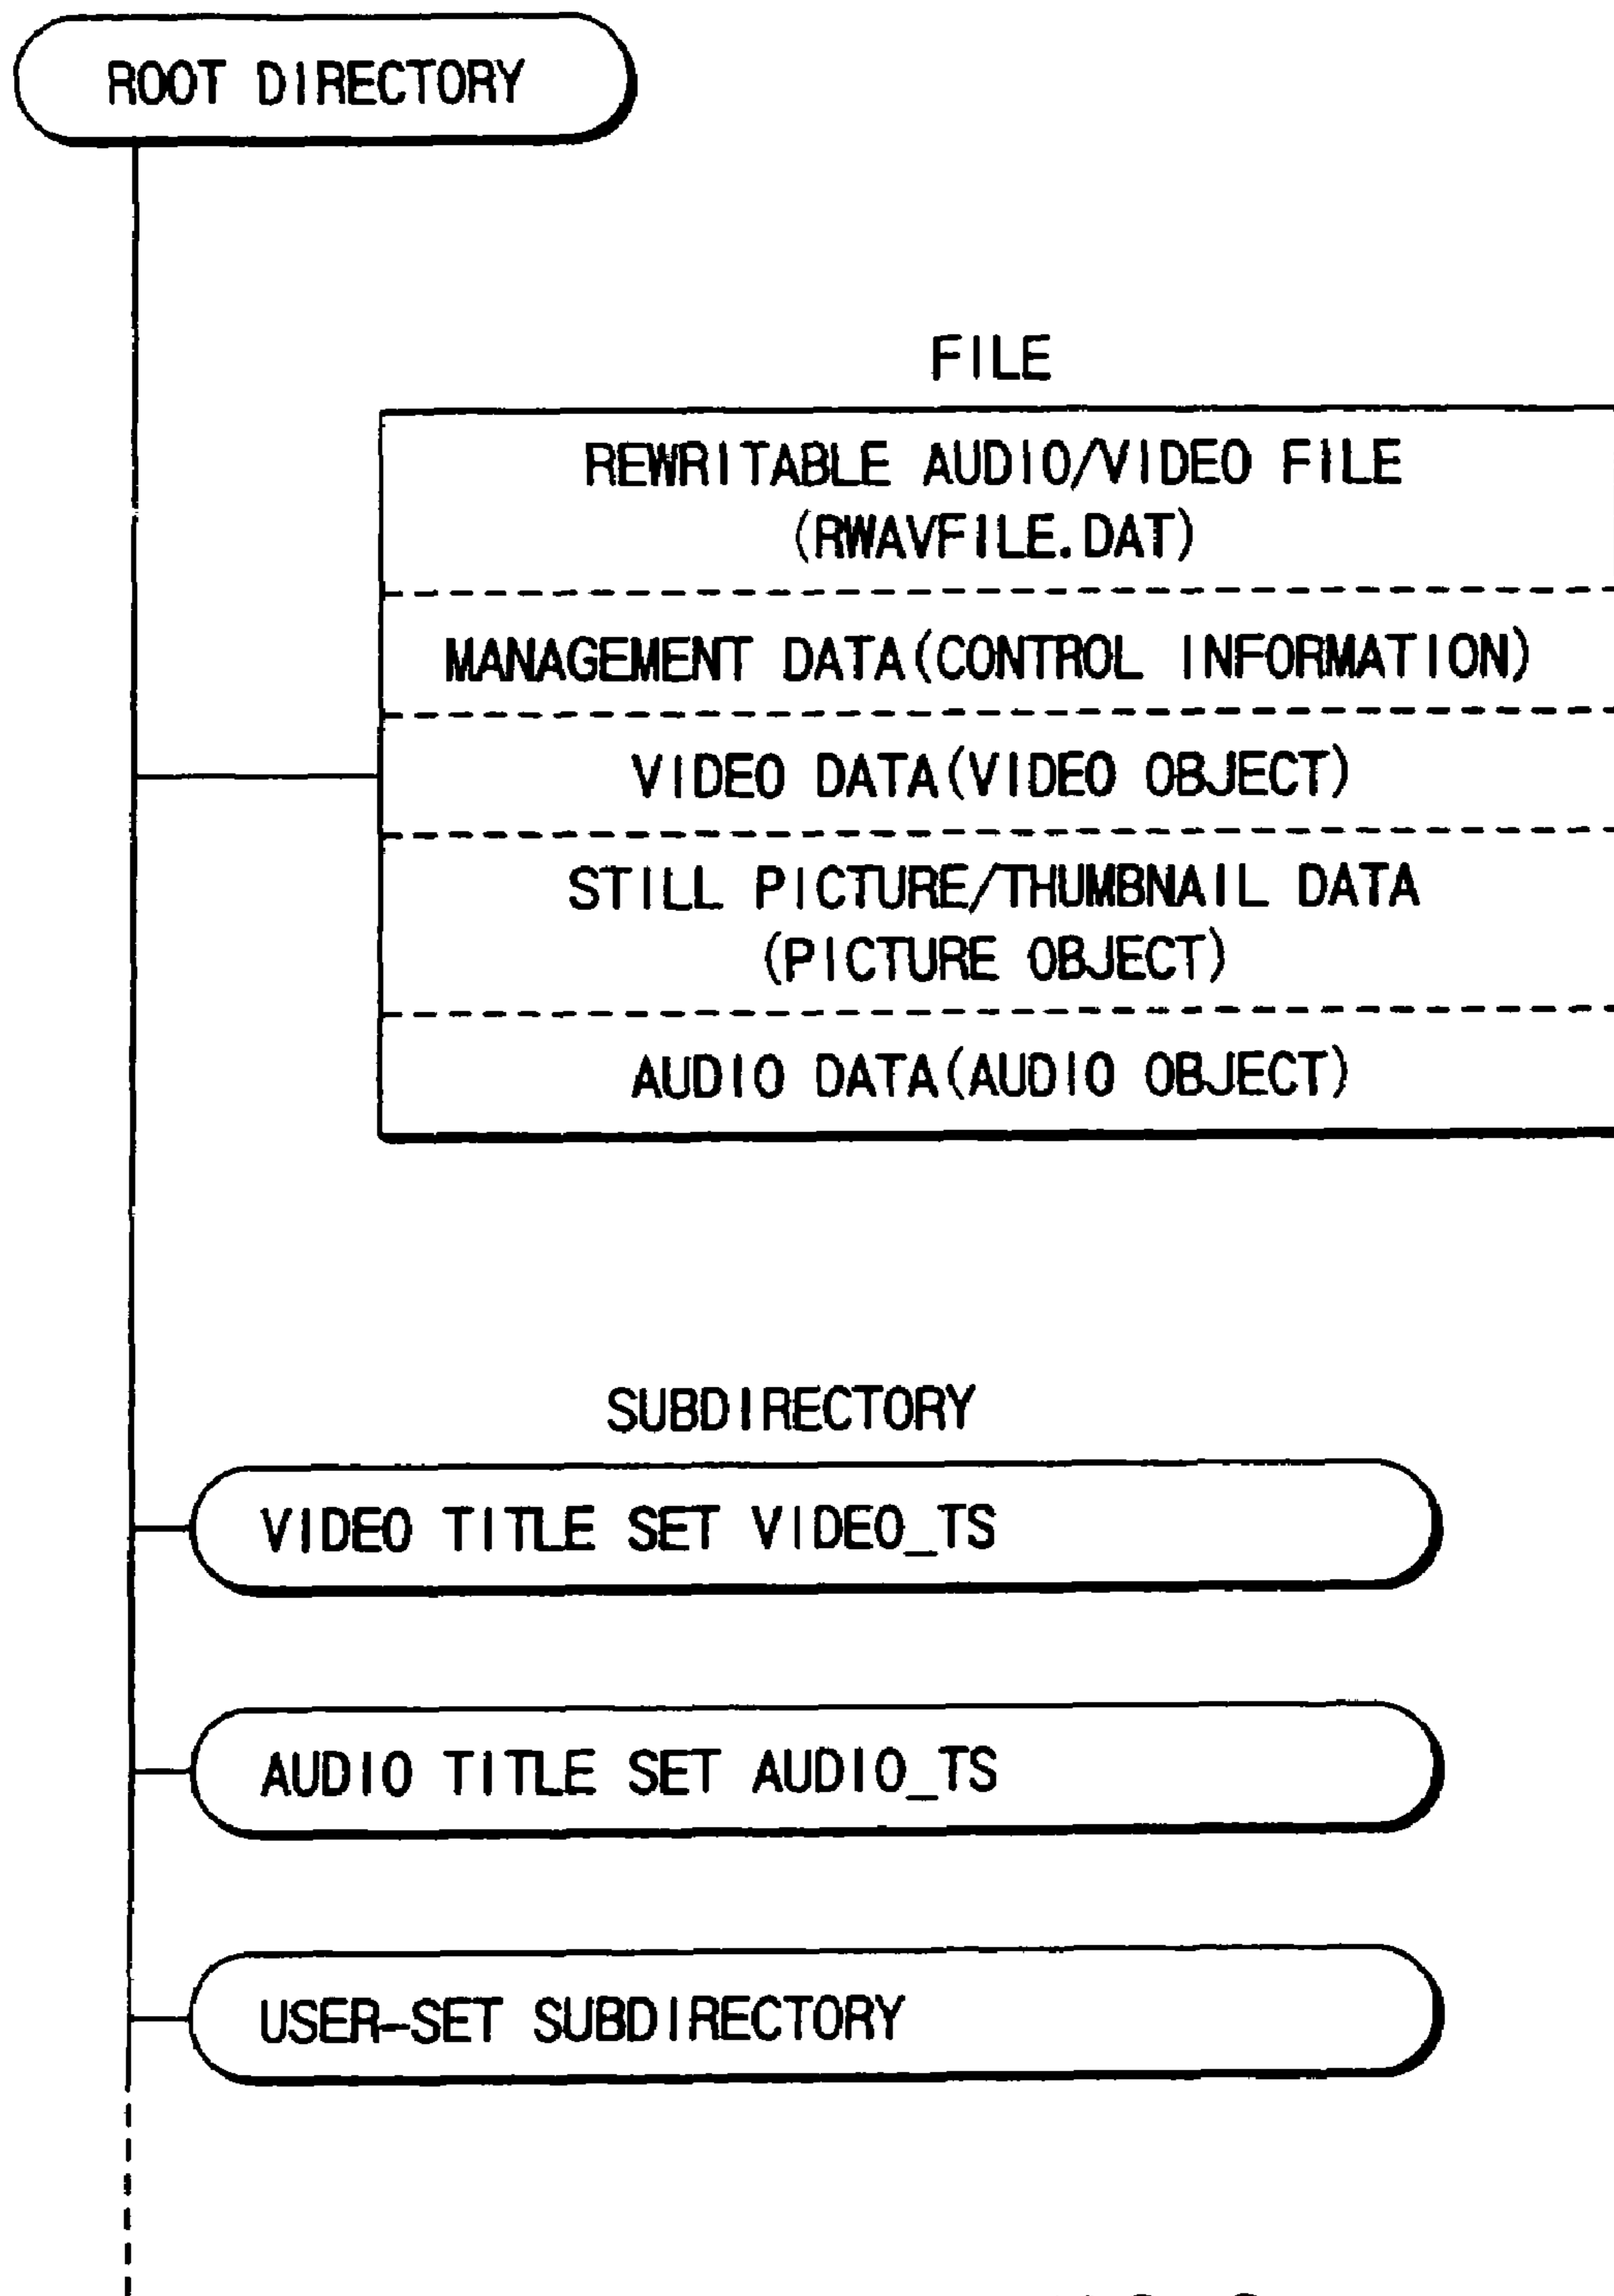 ROOT DIRECTORY
FILE
REWRITABLE AUDIO/VIDEO FILE
(RWAVFILE.DAT)
MANAGEMENT DATA(CONTROL INFORMATION)
VIDEO DATA(VIDEO OBJECT)
STILL PICTURE/THUMBNAIL DATA
(PICTURE OBJECT)
AUDIO DATA(AUDIO OBJECT)
SUBDIRECTORY
VIDEO TITLE SET VIDEO_TS
AUDIO TITLE SET AUDIO_TS
USER-SET SUBDIRECTORY